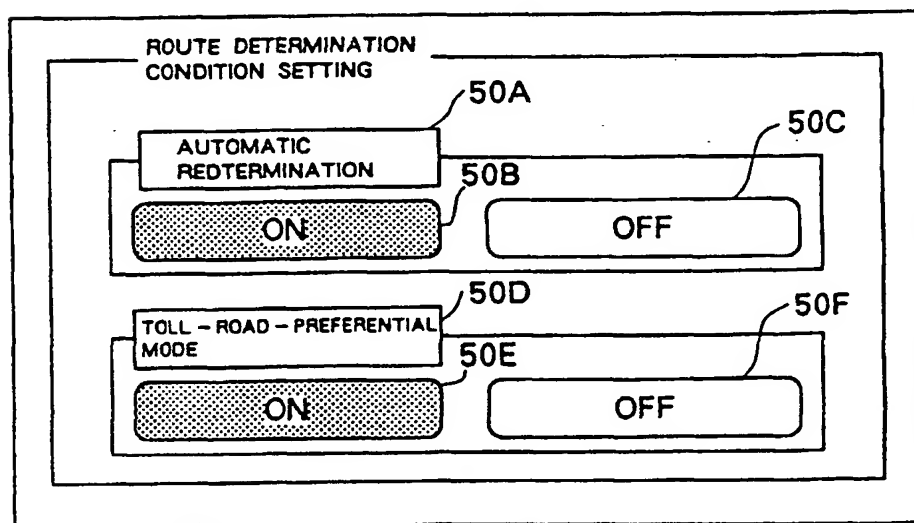 ROUTE DETERMINATION
CONDITION SETTING
50A
50C
AUTOMATIC
REDTERMINATION
50B
ON
OFF
50D
50F
TOLL-ROAD-PREFERENTIAL
MODE
50E
ON
OFF